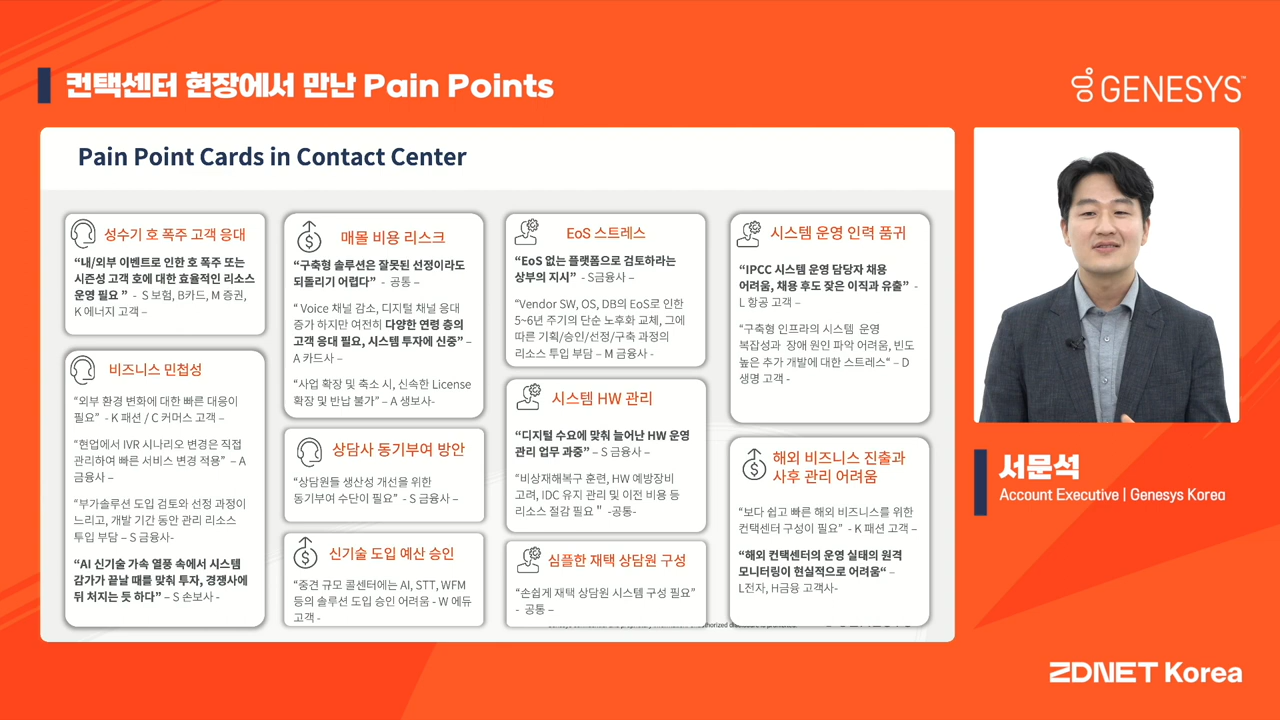 컨택센터 현장에서 만난 Pain Points
GENESYS™
Pain Point Cards in Contact Center
성수기 호 폭주 고객 응대
“내/외부 이벤트로 인한 호 폭주 또는
시즌성 고객 호에 대한 효율적인 리소스
운영 필요 ” - S 보험, B카드, M 증권,
K 에너지 고객 –
비즈니스 민첩성
“외부 환경 변화에 대한 빠른 대응이
필요” - K 패션 / C 커머스 고객 –
“현업에서 IVR 시나리오 변경은 직접
관리하여 빠른 서비스 변경 적용” – A
금융사 –
“부가솔루션 도입 검토와 선정 과정이
느리고, 개발 기간 동안 관리 리소스
투입 부담 – S 금융사-
“AI 신기술 가속 열풍 속에서 시스템
감가가 끝날 때를 맞춰 투자, 경쟁사에
뒤 처지는 듯 하다” – S 손보사 -
매몰 비용 리스크
“구축형 솔루션은 잘못된 선정이라도
되돌리기 어렵다” - 공통 –
“ Voice 채널 감소, 디지털 채널 응대
증가 하지만 여전히 다양한 연령 층의
고객 응대 필요, 시스템 투자에 신중” –
A 카드사 –
“사업 확장 및 축소 시, 신속한 License
확장 및 반납 불가” – A 생보사-
상담사 동기부여 방안
“상담원들 생산성 개선을 위한
동기부여 수단이 필요” - S 금융사 –
신기술 도입 예산 승인
“중견 규모 콜센터에는 AI, STT, WFM
등의 솔루션 도입 승인 어려움 - W 에듀
고객 -
EoS 스트레스
“EoS 없는 플랫폼으로 검토하라는
상부의 지시” - S금융사 –
“Vendor SW, OS, DB의 EoS로 인한
5~6년 주기의 단순 노후화 교체, 그에
따른 기획/승인/선정/구축 과정의
리소스 투입 부담 – M 금융사 -
시스템 HW 관리
“디지털 수요에 맞춰 늘어난 HW 운영
관리 업무 과중” – S 금융사 –
“비상재해복구 훈련, HW 예방장비
고려, IDC 유지 관리 및 이전 비용 등
리소스 절감 필요 " -공통-
심플한 재택 상담원 구성
“손쉽게 재택 상담원 시스템 구성 필요”
- 공통 –
시스템 운영 인력 품귀
“IPCC 시스템 운영 담당자 채용
어려움, 채용 후도 잦은 이직과 유출” -
L 항공 고객 –
“구축형 인프라의 시스템 운영
복잡성과 장애 원인 파악 어려움, 빈도
높은 추가 개발에 대한 스트레스“ – D
생명 고객 -
해외 비즈니스 진출과
사후 관리 어려움
“보다 쉽고 빠른 해외 비즈니스를 위한
컨택센터 구성이 필요” - K 패션 고객 –
“해외 컨택센터의 운영 실태의 원격
모니터링이 현실적으로 어려움“ –
L전자, H금융 고객사-
서문석
Account Executive | Genesys Korea
ZDNET Korea